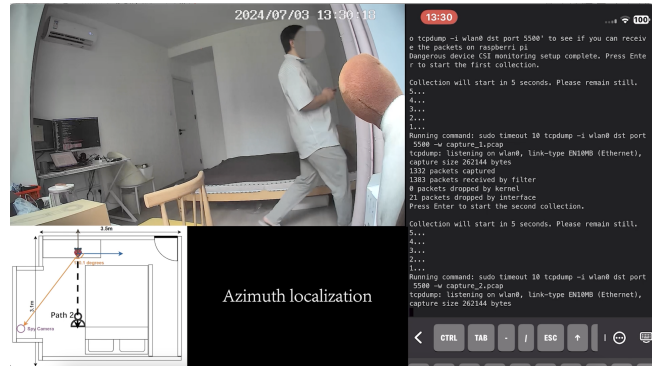 2024/07/03 13:30:18
13:30
100
o tcpdump -i wlan0 dst port 5500' to see if you can receiv
e the packets on raspberry pi
Dangerous device CSI monitoring setup complete. Press Ente
r to start the first collection.
Collection will start in 5 seconds. Please remain still.
5...
4...
3...
2...
1...
Running command: sudo timeout 10 tcpdump -i wlan0 dst port
5500 -w capture_1.pcap
tcpdump: listening on wlan0, link-type EN10MB (Ethernet),
capture size 262144 bytes
1332 packets captured
1383 packets received by filter
0 packets dropped by kernel
21 packets dropped by interface
Press Enter to start the second collection.
Collection will start in 5 seconds. Please remain still.
5...
4...
3...
2...
1...
Running command: sudo timeout 10 tcpdump -i wlan0 dst port
5500 -w capture_2.pcap
tcpdump: listening on wlan0, link-type EN10MB (Ethernet),
capture size 262144 bytes
3.5m
degrees
3.1m
Path 2
Spy Camera
Azimuth localization
CTRL
TAB
-
/
ESC
↑